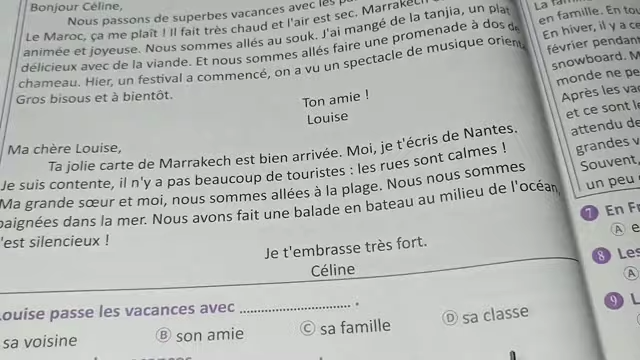 Bonjour Céline,
Nous passons de superbes vacances avec les
Le Maroc, ça me plaît ! Il fait très chaud et l'air est sec.
animée et joyeuse. Nous sommes allés au souk. J'ai mangé de la tanjia, un plat
délicieux avec de la viande. Et nous sommes allés faire une promenade à dos de
chameau. Hier, un festival a commencé, on a vu un spectacle de musique
Gros bisous et à bientôt.
Ton amie !
Louise
Ma chère Louise,
Ta jolie carte de Marrakech est bien arrivée. Moi, je t'écris de Nantes.
Je suis contente, il n'y a pas beaucoup de touristes : les rues sont calmes !
Ma grande sœur et moi, nous sommes allées à la plage. Nous nous sommes
baignées dans la mer. Nous avons fait une balade en bateau au milieu de l'océan,
'est silencieux !
Je t'embrasse très fort.
Céline
ouise passe les vacances avec .............................. .
sa voisine
B son amie
C sa famille
D sa classe
La
en famille. En
En hiver, il y a
février pendant
snowboard.
monde ne
Après les
et ce sont
attendu de
grandes
Souvent,
un peu
7 En
A
8 Les
A
9